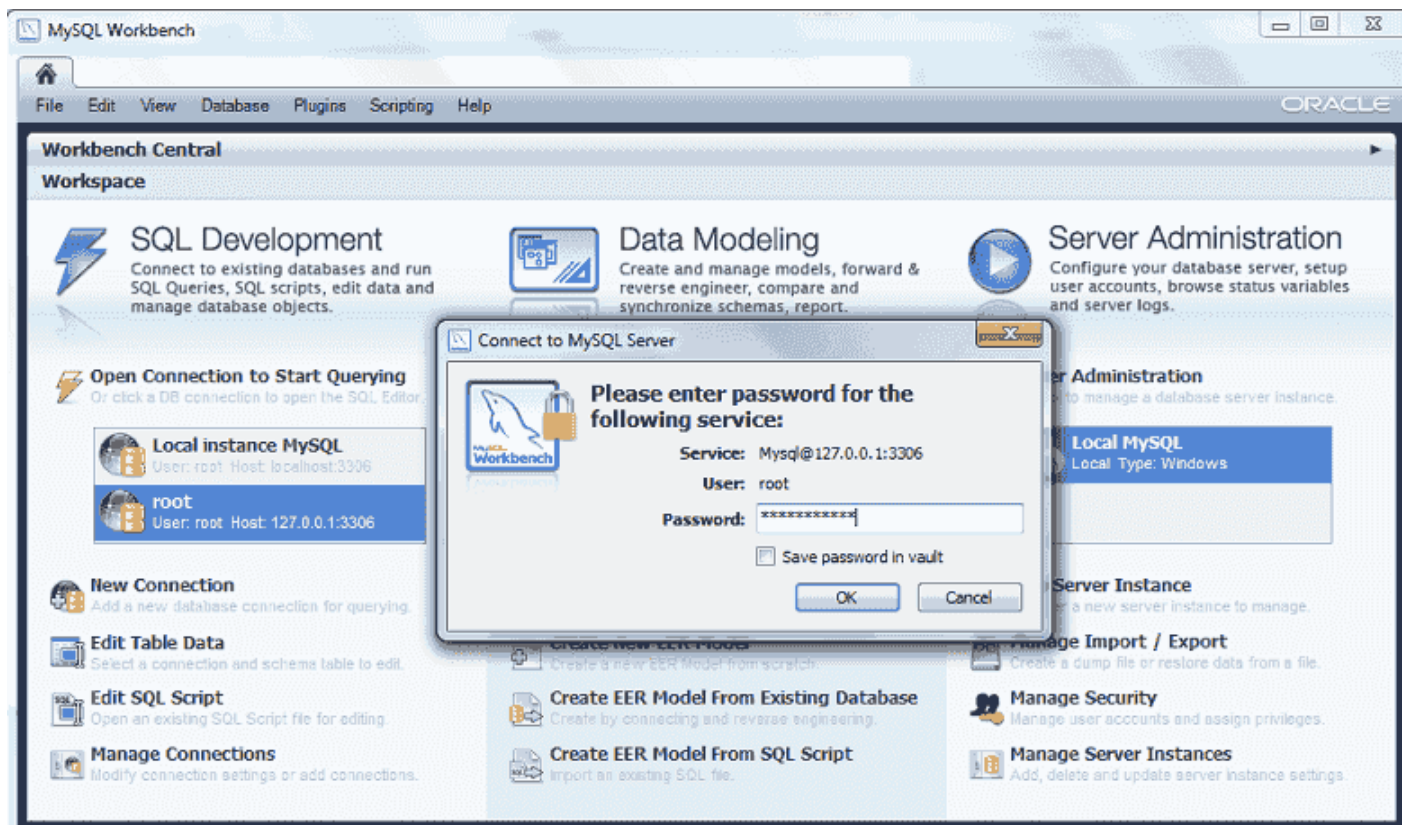 MySQL Workbench
File Edit View Database Plugins Scripting Help
ORACLE
Workbench Central
Workspace
SQL Development
Connect to existing databases and run
SQL Queries, SQL scripts, edit data and
manage database objects.
Data Modeling
Create and manage models, forward &
reverse engineer, compare and
synchronize schemas, report.
Server Administration
Configure your database server, setup
user accounts, browse status variables
and server logs.
Open Connection to Start Querying
Or click a DB connection to open the SQL Editor.
Local instance MySQL
User: root Host: localhost:3306
root
User: root Host: 127.0.0.1:3306
New Connection
Add a new database connection for querying.
Edit Table Data
Select a connection and schema table to edit.
Edit SQL Script
Open an existing SQL Script file for editing.
Manage Connections
Modify connection settings or add connections.
Connect to MySQL Server
MySQL
Workbench
Please enter password for the
following service:
Service: Mysql@127.0.0.1:3306
User: root
Password: ***********
Save password in vault
OK Cancel
Create New EER Model
Create a new EER Model from scratch.
Create EER Model From Existing Database
Create by connecting and reverse engineering.
Create EER Model From SQL Script
Import an existing SQL file.
Administration
to manage a database server instance.
Local MySQL
Local Type: Windows
Server Instance
a new server instance to manage.
Manage Import / Export
Create a dump file or restore data from a file.
Manage Security
Manage user accounts and assign privileges.
Manage Server Instances
Add, delete and update server instance settings.